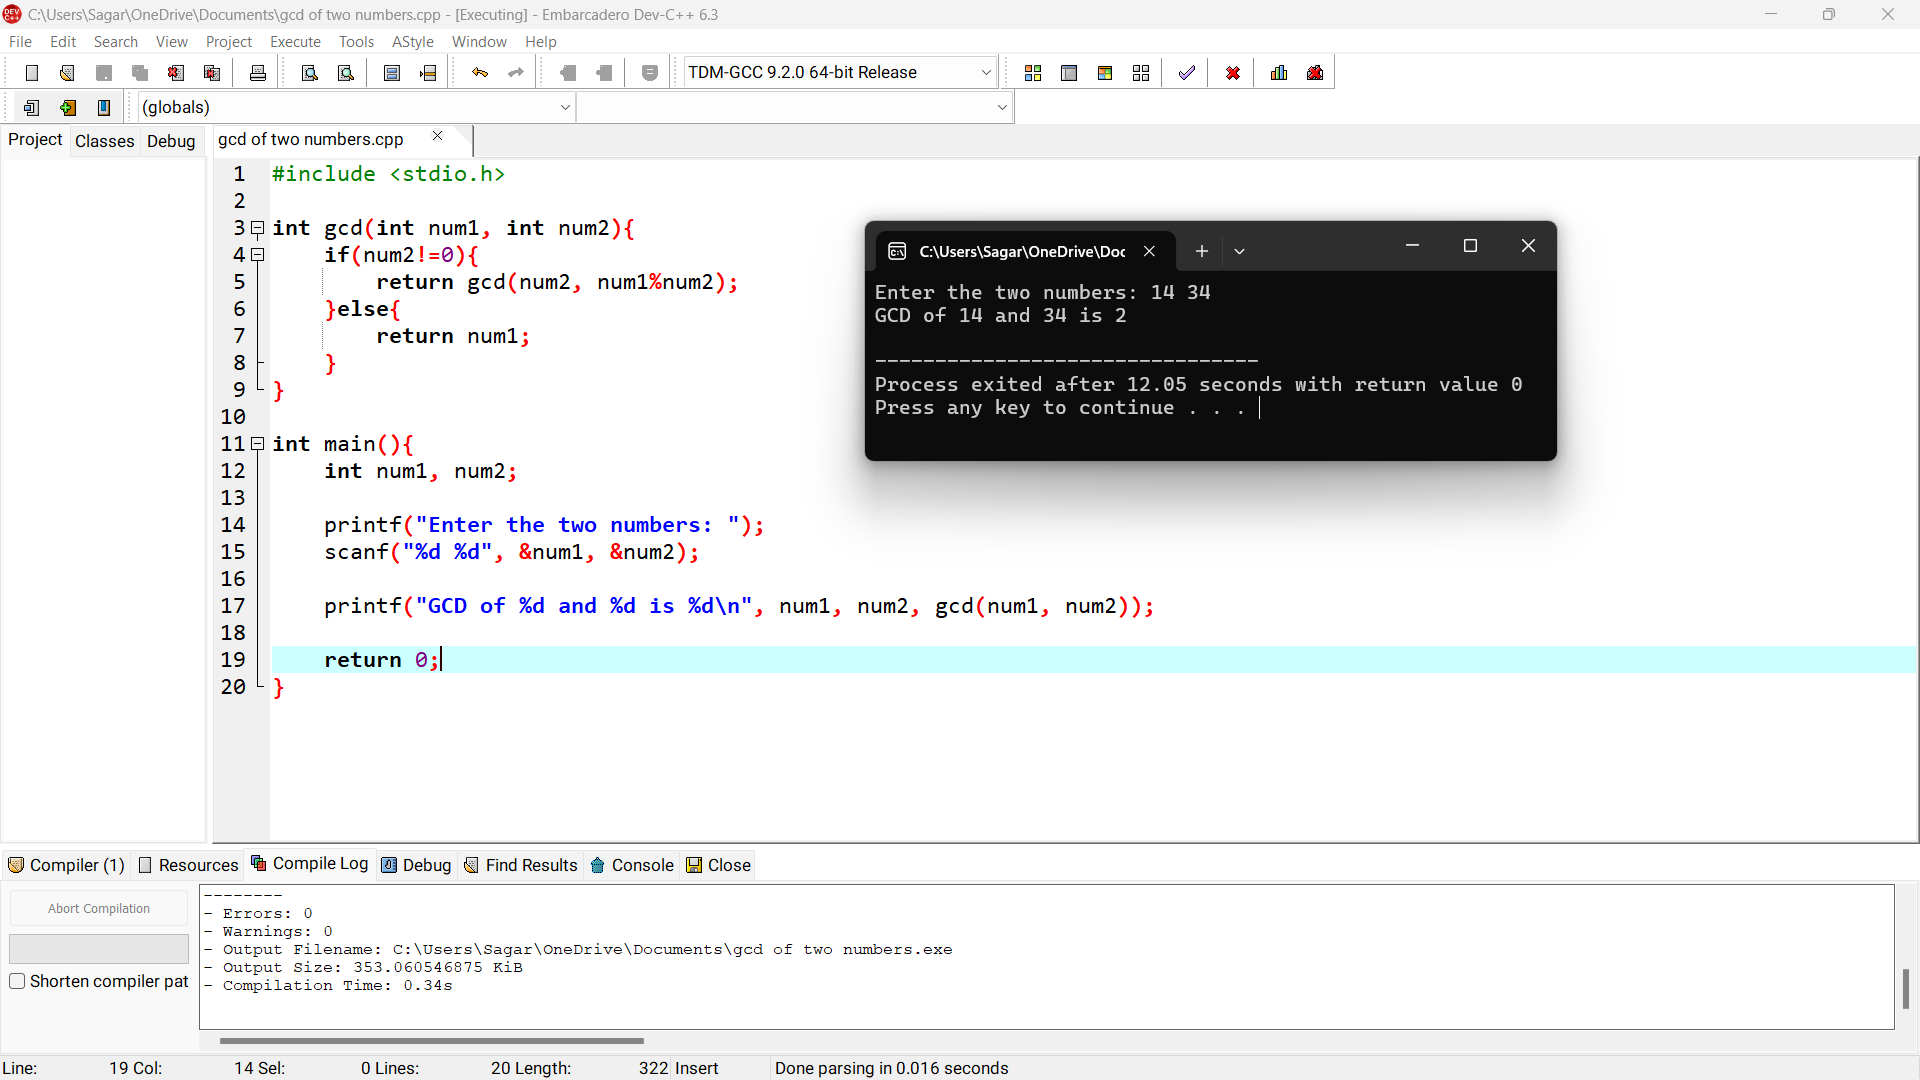 C:\Users\Sagar\OneDrive\Documents\gcd of two numbers.cpp - [Executing] - Embarcadero Dev-C++ 6.3
File Edit Search View Project Execute Tools AStyle Window Help
TDM-GCC 9.2.0 64-bit Release
(globals)
Project Classes Debug gcd of two numbers.cpp
1 #include <stdio.h>
2
3 int gcd(int num1, int num2){
4 if(num2!=0){
5 return gcd(num2, num1%num2);
6 }else{
7 return num1;
8 }
9 }
10
11 int main(){
12 int num1, num2;
13
14 printf("Enter the two numbers: ");
15 scanf("%d %d", &num1, &num2);
16
17 printf("GCD of %d and %d is %d\n", num1, num2, gcd(num1, num2));
18
19 return 0;
20 }
C:\Users\Sagar\OneDrive\Doc
Enter the two numbers: 14 34
GCD of 14 and 34 is 2
--------------------------------
Process exited after 12.05 seconds with return value 0
Press any key to continue . . .
Compiler (1) Resources Compile Log Debug Find Results Console Close
Abort Compilation
Shorten compiler pat
--------
- Errors: 0
- Warnings: 0
- Output Filename: C:\Users\Sagar\OneDrive\Documents\gcd of two numbers.exe
- Output Size: 353.060546875 KiB
- Compilation Time: 0.34s
Line: 19 Col: 14 Sel: 0 Lines: 20 Length: 322 Insert Done parsing in 0.016 seconds